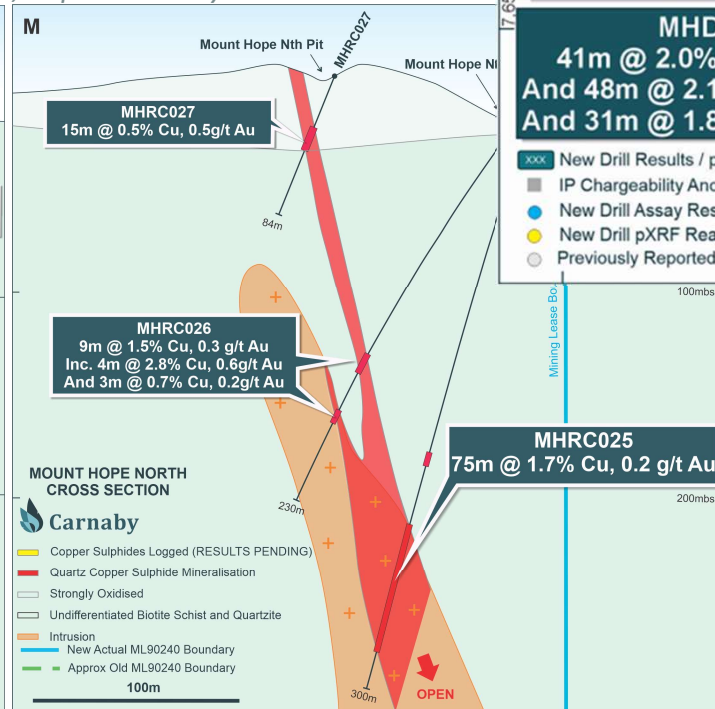 M
Mount Hope Nth Pit
MHRC027
MHRC027
15m @ 0.5% Cu, 0.5g/t Au
84m
MHRC026
9m @ 1.5% Cu, 0.3 g/t Au
Inc. 4m @ 2.8% Cu, 0.6g/t Au
And 3m @ 0.7% Cu, 0.2g/t Au
230m
Mount Hope
MHD
41m @ 2.0%
And 48m @ 2.1
And 31m @ 1.8
XXX New Drill Results /
IP Chargeability
New Drill Assay
New Drill pXRF
Previously Reported
100mbs
Mining Lease
MHRC025
75m @ 1.7% Cu, 0.2 g/t Au
200mbs
300m
OPEN
MOUNT HOPE NORTH
CROSS SECTION
Carnaby
Copper Sulphides Logged (RESULTS PENDING)
Quartz Copper Sulphide Mineralisation
Strongly Oxidised
Undifferentiated Biotite Schist and Quartzite
Intrusion
New Actual ML90240 Boundary
Approx Old ML90240 Boundary
100m